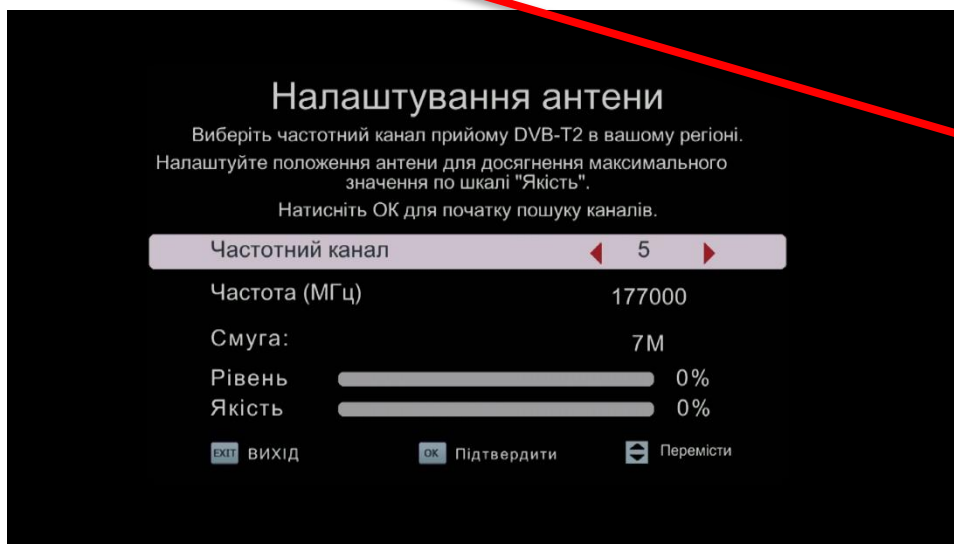 Налаштування антени
Виберіть частотний канал прийому DVB-T2 в вашому регіоні.
Налаштуйте положення антени для досягнення максимального
значення по шкалі "Якість".
Натисніть ОК для початку пошуку каналів.
Частотний канал 5
Частота (МГц) 177000
Смуга: 7M
Рівень 0%
Якість 0%
EXIT ВИХІД OK Підтвердити Перемісти